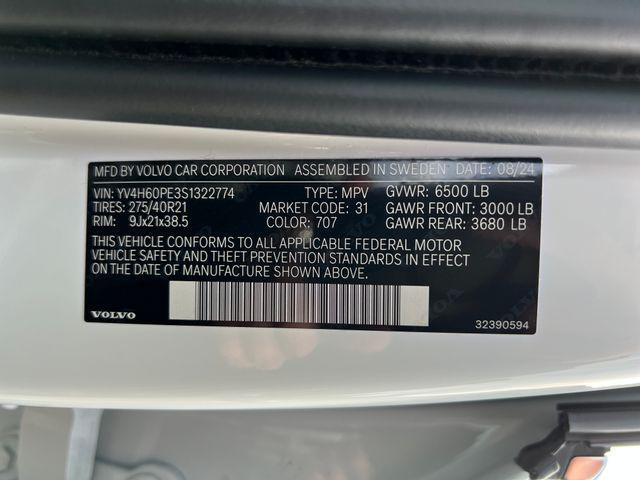 MFD BY VOLVO CAR CORPORATION ASSEMBLED IN SWEDEN DATE: 08/24
VIN: YV4H60PE3S1322774 TYPE: MPV GVWR: 6500 LB
TIRES: 275/40R21 MARKET CODE: 31 GAWR FRONT: 3000 LB
RIM: 9Jx21x38.5 COLOR: 707 GAWR REAR: 3680 LB
THIS VEHICLE CONFORMS TO ALL APPLICABLE FEDERAL MOTOR
VEHICLE SAFETY AND THEFT PREVENTION STANDARDS IN EFFECT
ON THE DATE OF MANUFACTURE SHOWN ABOVE.
VOLVO 32390594